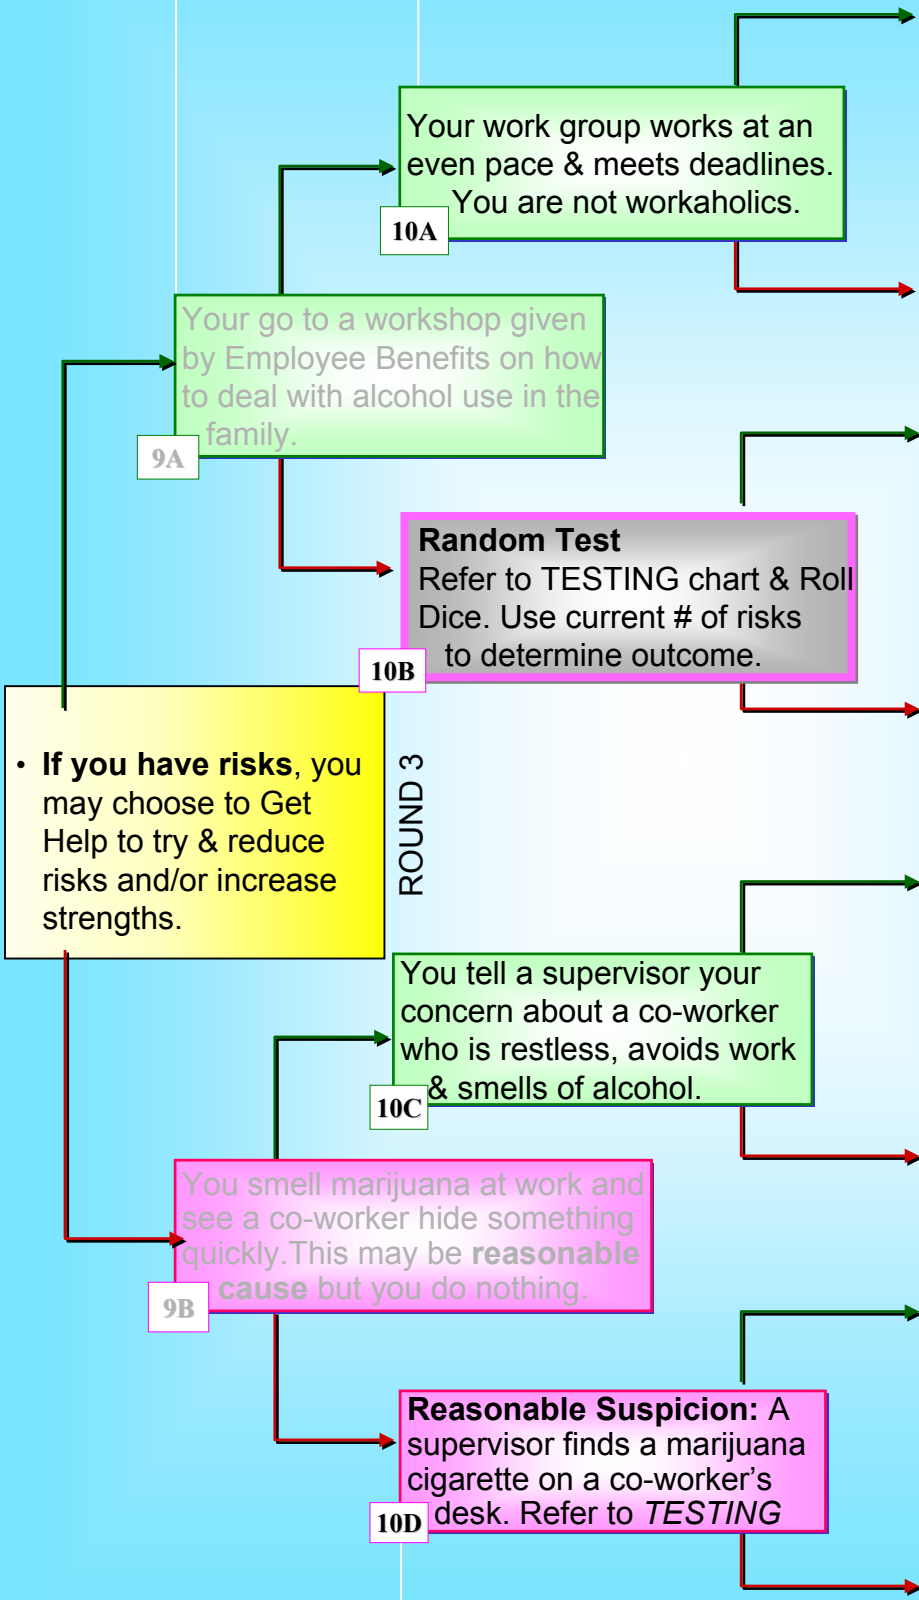 Your work group works at an
even pace & meets deadlines.
You are not workaholics.
10A
Your go to a workshop given
by Employee Benefits on how
to deal with alcohol use in the
family.
9A
Random Test
Refer to TESTING chart & Roll
Dice. Use current # of risks
to determine outcome.
10B
• If you have risks, you
may choose to Get
Help to try & reduce
risks and/or increase
strengths.
ROUND 3
You tell a supervisor your
concern about a co-worker
who is restless, avoids work
& smells of alcohol.
10C
You smell marijuana at work and
see a co-worker hide something
quickly.This may be reasonable
cause but you do nothing.
9B
Reasonable Suspicion: A
supervisor finds a marijuana
cigarette on a co-worker’s
desk. Refer to TESTING
10D